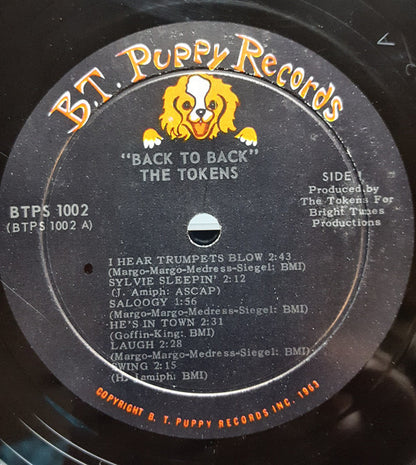 B.T. Puppy Records
"BACK TO BACK"
THE TOKENS
BTPS 1002
(BTPS 1002 A)
SIDE 1
Produced by
The Tokens For
Bright Tunes
Productions
I HEAR TRUMPETS BLOW 2:43
(Margo-Margo-Medress-Siegel: BMI)
SYLVIE SLEEPIN' 2:12
(J. Amiph: ASCAP)
SALOOGY 1:56
(Margo-Margo-Medress-Siegel: BMI)
HE'S IN TOWN 2:31
(Goffin-King: BMI)
LAUGH 2:28
(Margo-Margo-Medress-Siegel: BMI)
SWING 2:15
BMI)
COPYRIGHT B. T. PUPPY RECORDS INC. 1963